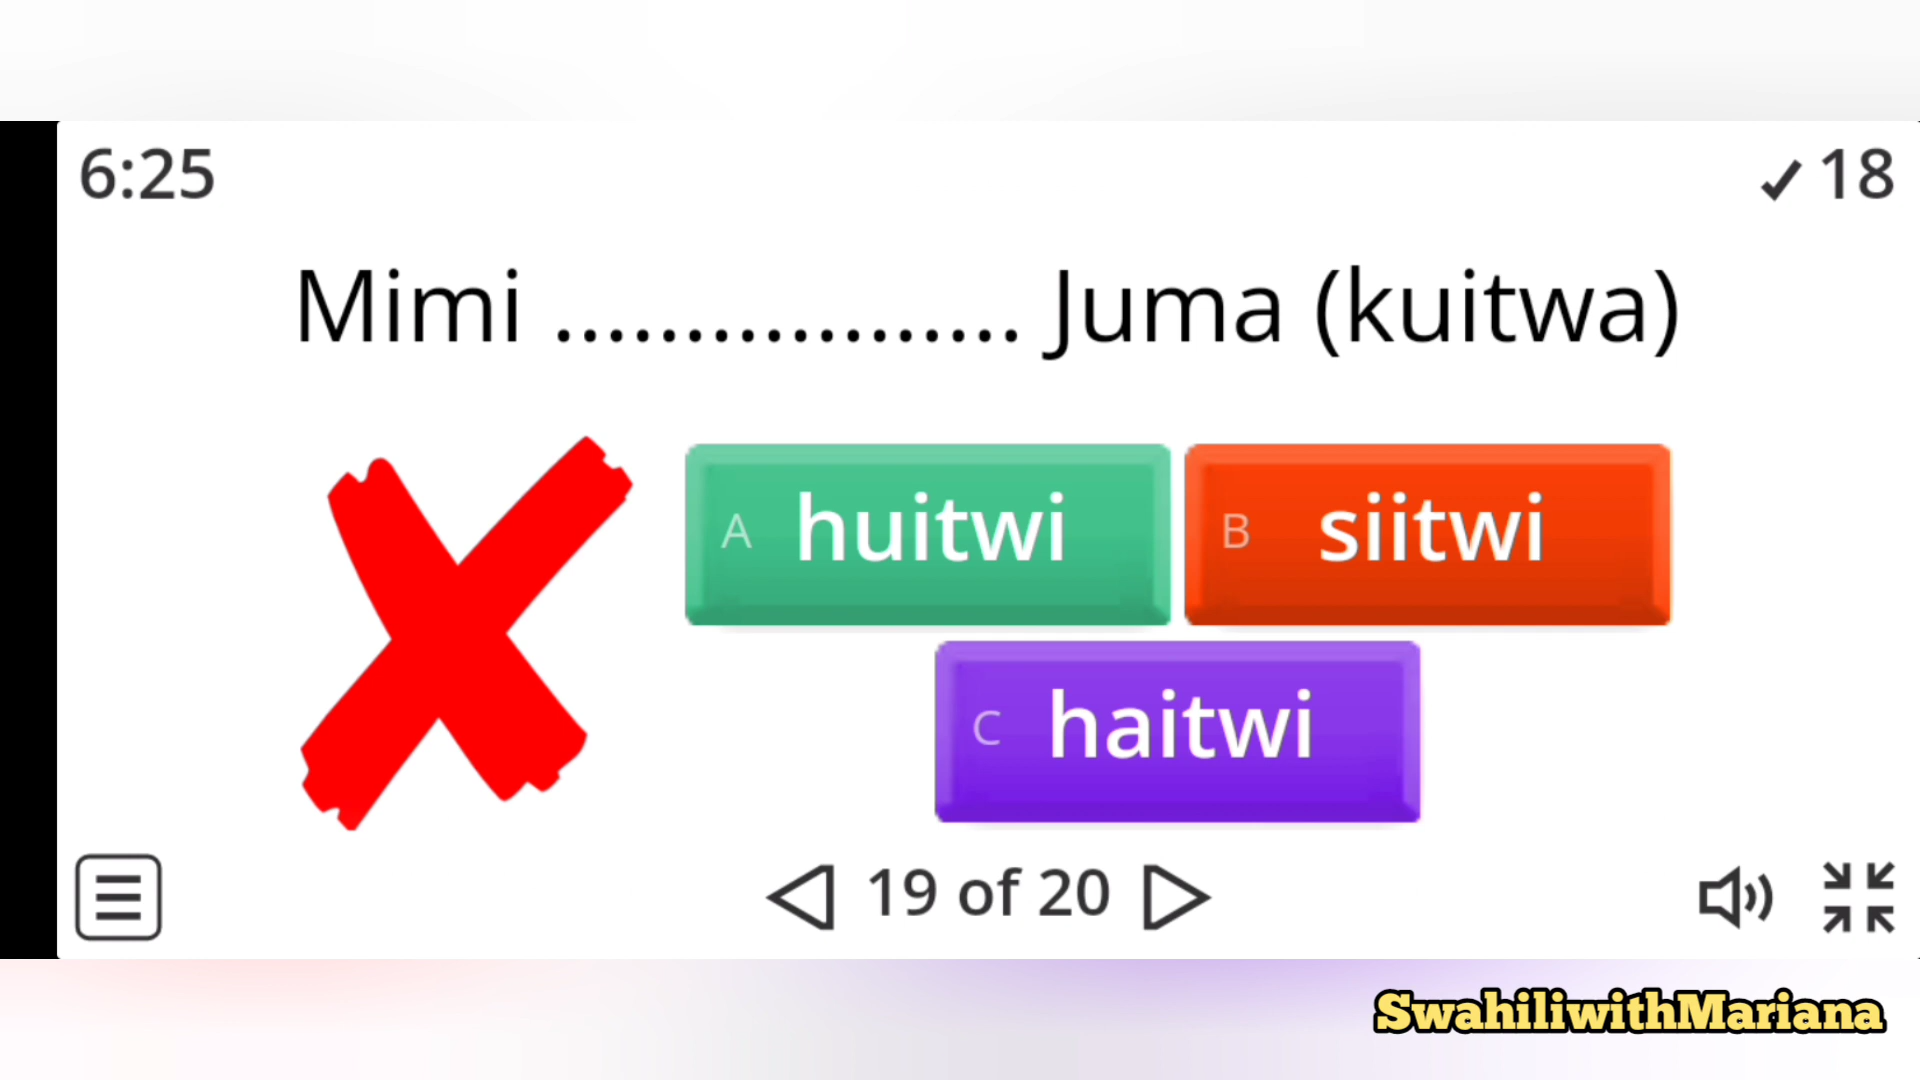 6:25
✓ 18
Mimi .................. Juma (kuitwa)
A huitwi
B siitwi
C haitwi
19 of 20
SwahiliwithMariana